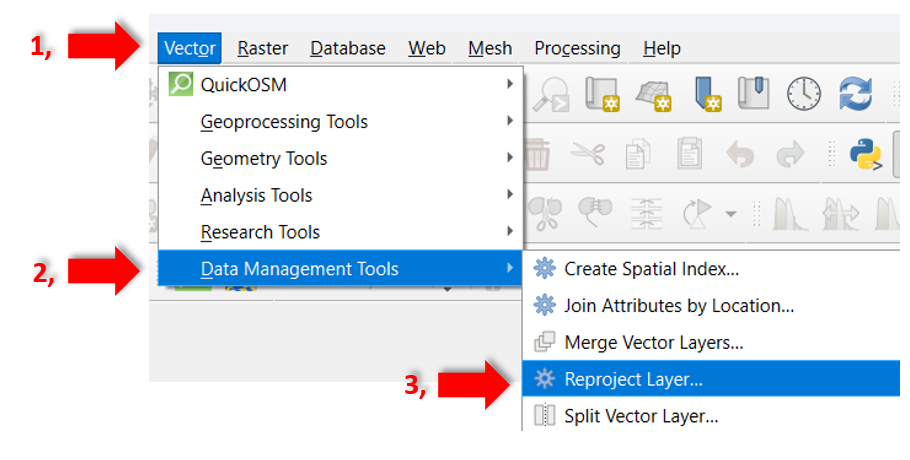 1,
Vector Raster Database Web Mesh Processing Help
QuickOSM
Geoprocessing Tools
Geometry Tools
Analysis Tools
Research Tools
2,
Data Management Tools
Create Spatial Index...
Join Attributes by Location...
Merge Vector Layers...
3,
Reproject Layer...
Split Vector Layer...